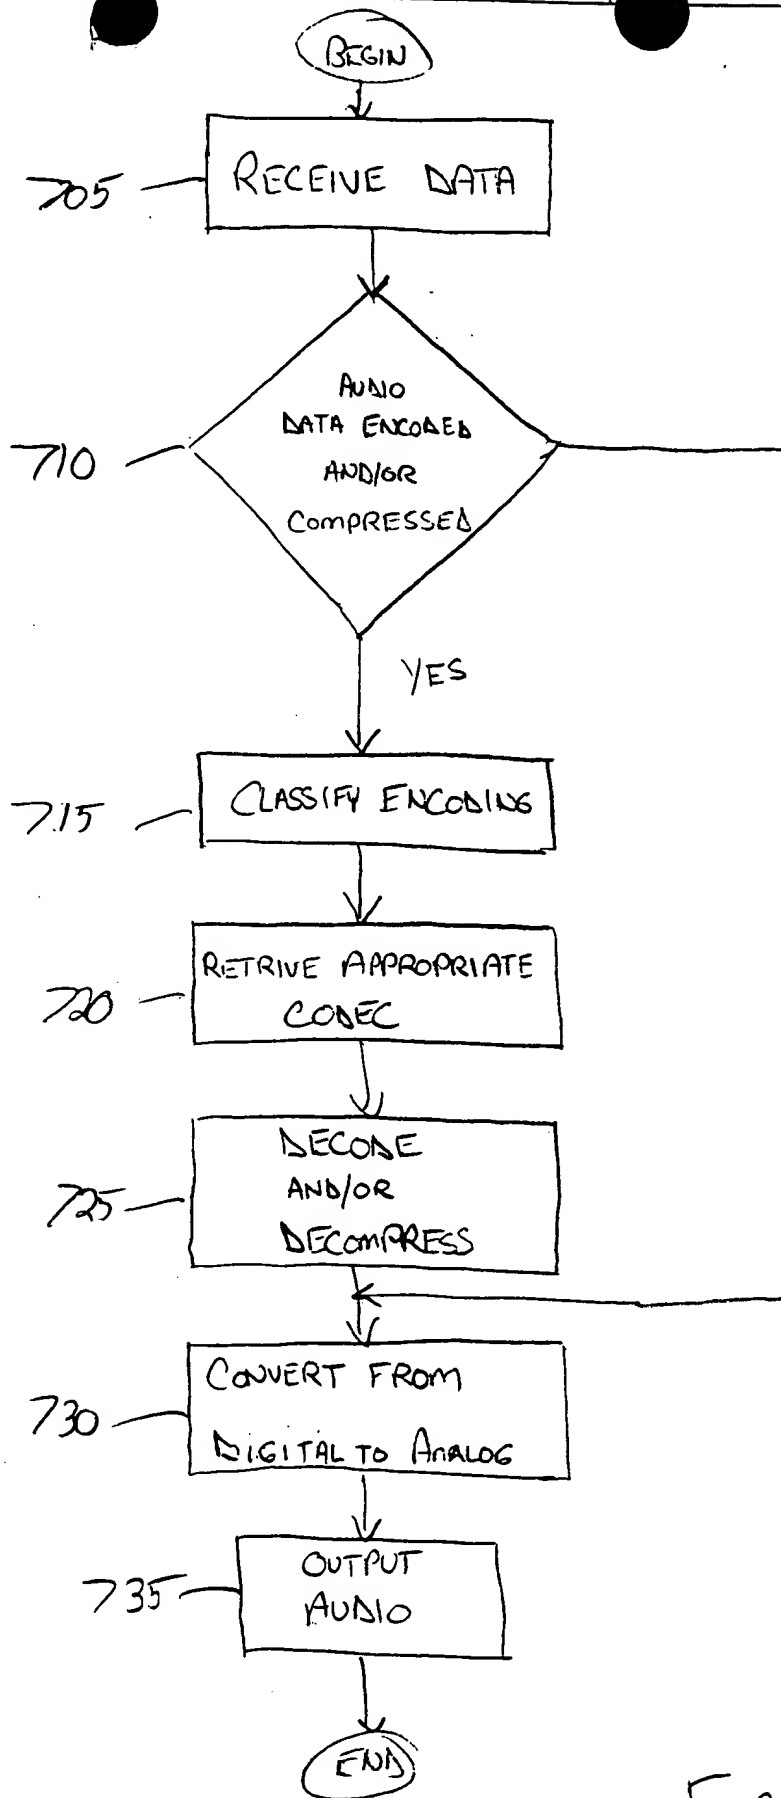 BEGIN
705
RECEIVE DATA
710
AUDIO
DATA ENCODED
AND/OR
COMPRESSED
YES
715
CLASSIFY ENCODING
720
RETRIVE APPROPRIATE
CODEC
725
DECODE
AND/OR
DECOMPRESS
730
CONVERT FROM
DIGITAL TO ANALOG
735
OUTPUT
AUDIO
END